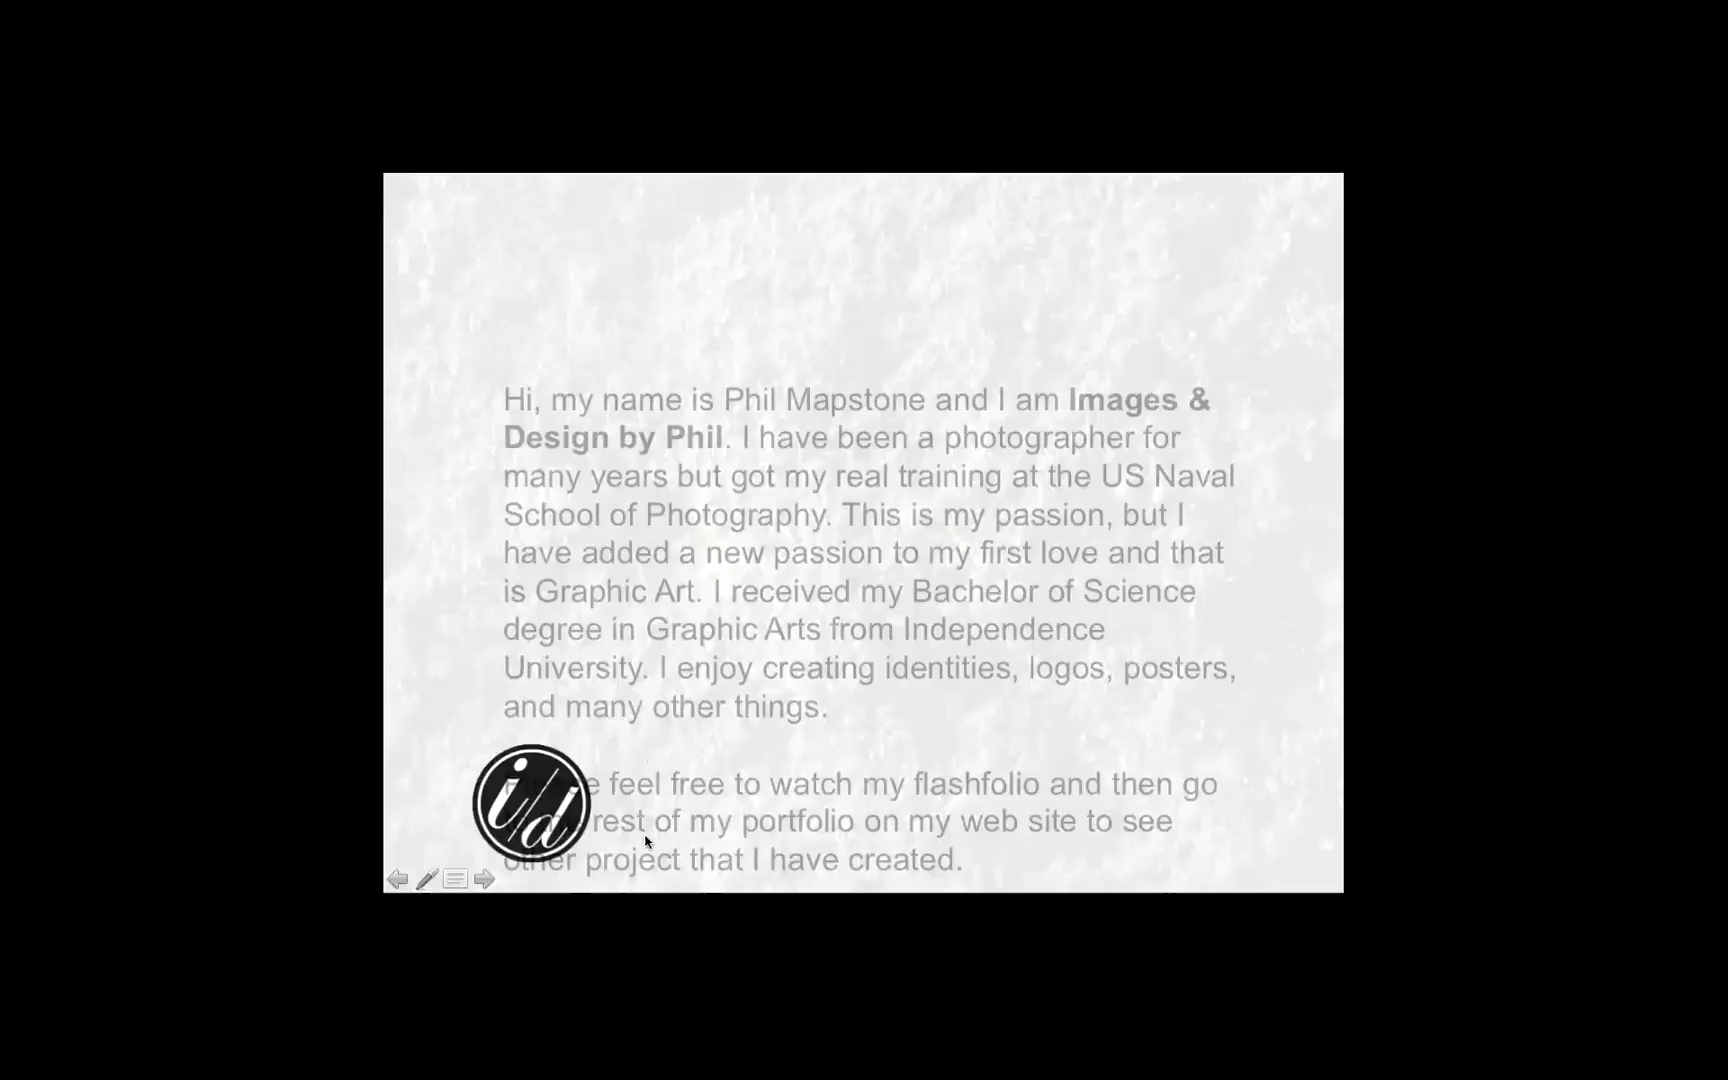 Hi, my name is Phil Mapstone and I am Images &
Design by Phil. I have been a photographer for
many years but got my real training at the US Naval
School of Photography. This is my passion, but I
have added a new passion to my first love and that
is Graphic Art. I received my Bachelor of Science
degree in Graphic Arts from Independence
University. I enjoy creating identities, logos, posters,
and many other things.
feel free to watch my flashfolio and then go
rest of my portfolio on my web site to see
other project that I have created.
i/d